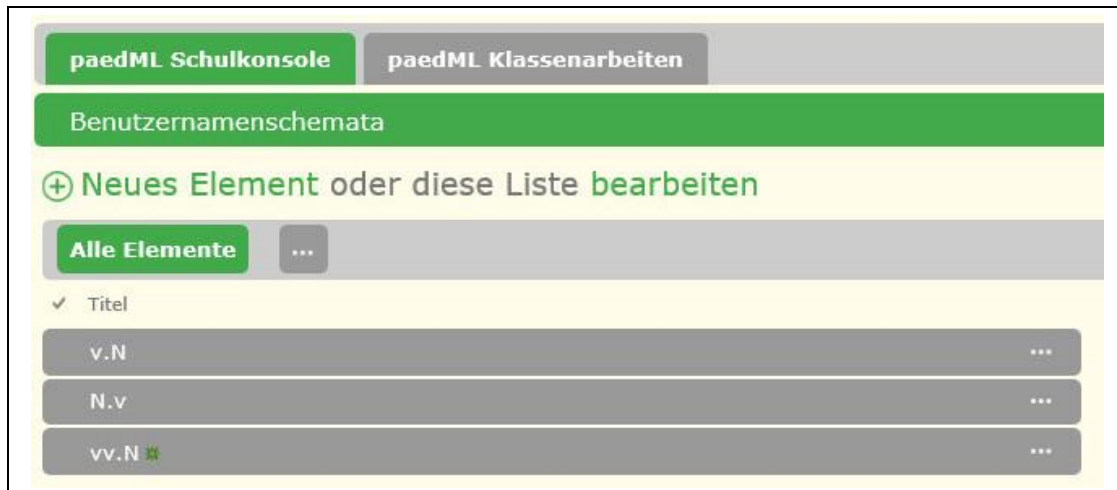 paedML Schulkonsole paedML Klassenarbeiten
Benutzernamenschemata
Neues Element oder diese Liste bearbeiten
Alle Elemente ...
Titel
v.N ...
N.v ...
vv.N ...